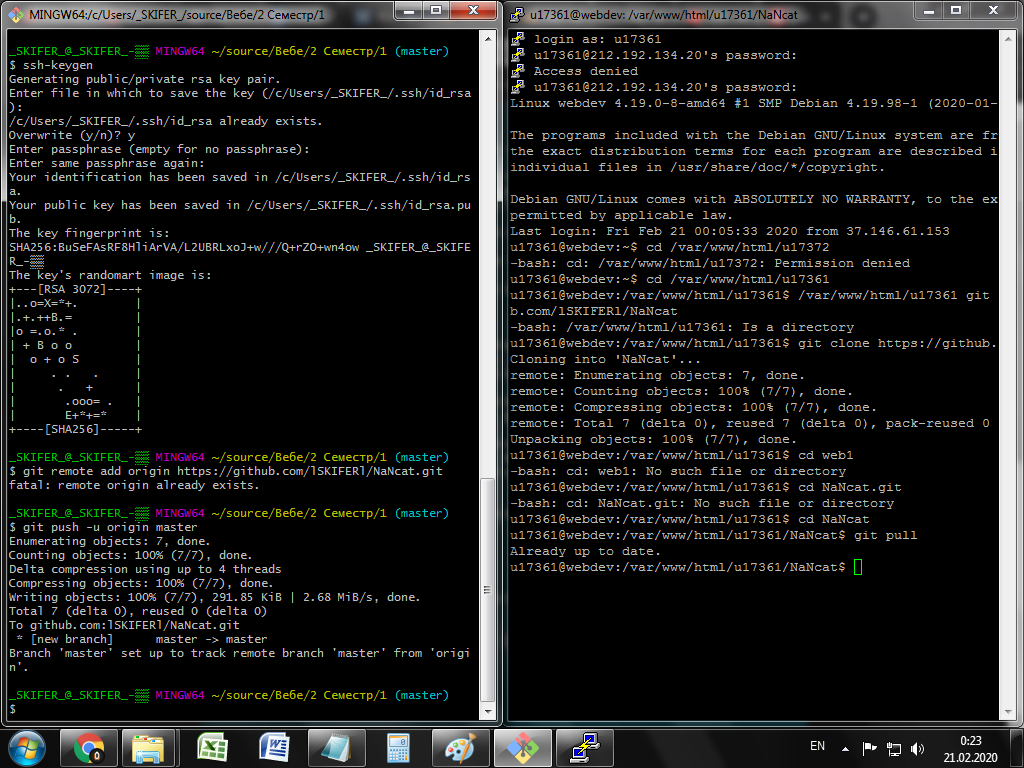 MINGW64:/c/Users/_SKIFER_/source/Вебе/2 Семестр/1
_SKIFER_@_SKIFER_-▒▒ MINGW64 ~/source/Вебе/2 Семестр/1 (master)
$ ssh-keygen
Generating public/private rsa key pair.
Enter file in which to save the key (/c/Users/_SKIFER_/.ssh/id_rsa
):
/c/Users/_SKIFER_/.ssh/id_rsa already exists.
Overwrite (y/n)? y
Enter passphrase (empty for no passphrase):
Enter same passphrase again:
Your identification has been saved in /c/Users/_SKIFER_/.ssh/id_rs
a.
Your public key has been saved in /c/Users/_SKIFER_/.ssh/id_rsa.pu
b.
The key fingerprint is:
SHA256:BuSeFAsRF8HliArVA/L2UBRLxoJ+w///Q+rZO+wn4ow _SKIFER_@_SKIFE
R_-▒▒
The key's randomart image is:
+---[RSA 3072]----+
|..o=X=*+.        |
|.+.++B.=         |
|o =.o.* .        |
| + B o o         |
|  o + o S        |
|     . .   .     |
|      .   +      |
|       .ooo= .   |
|       E+*+=*    |
+----[SHA256]-----+
_SKIFER_@_SKIFER_-▒▒ MINGW64 ~/source/Вебе/2 Семестр/1 (master)
$ git remote add origin https://github.com/lSKIFERl/NaNcat.git
fatal: remote origin already exists.
_SKIFER_@_SKIFER_-▒▒ MINGW64 ~/source/Вебе/2 Семестр/1 (master)
$ git push -u origin master
Enumerating objects: 7, done.
Counting objects: 100% (7/7), done.
Delta compression using up to 4 threads
Compressing objects: 100% (7/7), done.
Writing objects: 100% (7/7), 291.85 KiB | 2.68 MiB/s, done.
Total 7 (delta 0), reused 0 (delta 0)
To github.com:lSKIFERl/NaNcat.git
 * [new branch]      master -> master
Branch 'master' set up to track remote branch 'master' from 'origi
n'.
_SKIFER_@_SKIFER_-▒▒ MINGW64 ~/source/Вебе/2 Семестр/1 (master)
$
u17361@webdev: /var/www/html/u17361/NaNcat
login as: u17361
u17361@212.192.134.20's password:
Access denied
u17361@212.192.134.20's password:
Linux webdev 4.19.0-8-amd64 #1 SMP Debian 4.19.98-1 (2020-01-
The programs included with the Debian GNU/Linux system are fr
the exact distribution terms for each program are described i
individual files in /usr/share/doc/*/copyright.
Debian GNU/Linux comes with ABSOLUTELY NO WARRANTY, to the ex
permitted by applicable law.
Last login: Fri Feb 21 00:05:33 2020 from 37.146.61.153
u17361@webdev:~$ cd /var/www/html/u17372
-bash: cd: /var/www/html/u17372: Permission denied
u17361@webdev:~$ cd /var/www/html/u17361
u17361@webdev:/var/www/html/u17361$ /var/www/html/u17361 git
b.com/lSKIFERl/NaNcat
-bash: /var/www/html/u17361: Is a directory
u17361@webdev:/var/www/html/u17361$ git clone https://github.
Cloning into 'NaNcat'...
remote: Enumerating objects: 7, done.
remote: Counting objects: 100% (7/7), done.
remote: Compressing objects: 100% (7/7), done.
remote: Total 7 (delta 0), reused 7 (delta 0), pack-reused 0
Unpacking objects: 100% (7/7), done.
u17361@webdev:/var/www/html/u17361$ cd web1
-bash: cd: web1: No such file or directory
u17361@webdev:/var/www/html/u17361$ cd NaNcat.git
-bash: cd: NaNcat.git: No such file or directory
u17361@webdev:/var/www/html/u17361$ cd NaNcat
u17361@webdev:/var/www/html/u17361/NaNcat$ git pull
Already up to date.
u17361@webdev:/var/www/html/u17361/NaNcat$
EN
0:23
21.02.2020